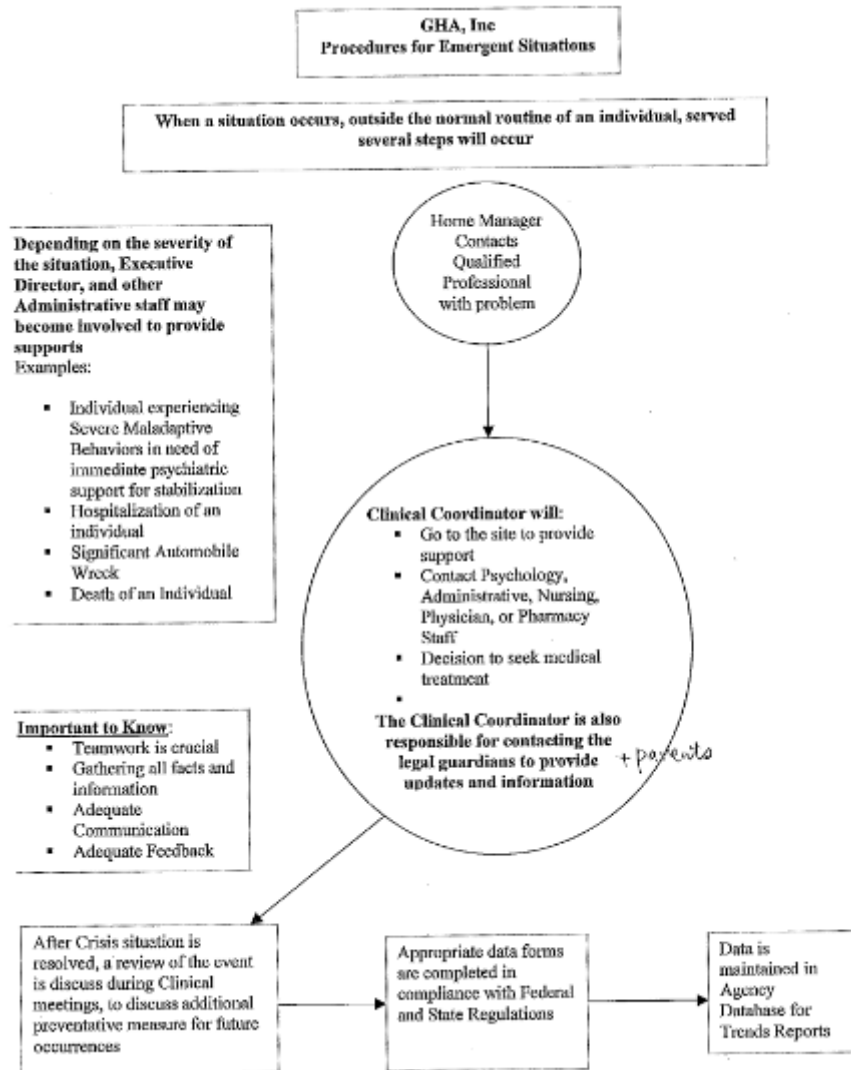 GHA, Inc
Procedures for Emergent Situations
When a situation occurs, outside the normal routine of an individual, served
several steps will occur
Home Manager
Contacts
Qualified
Professional
with problem
Depending on the severity of
the situation, Executive
Director, and other
Administrative staff may
become involved to provide
supports
Examples:
▪ Individual experiencing
Severe Maladaptive
Behaviors in need of
immediate psychiatric
support for stabilization
▪ Hospitalization of an
individual
▪ Significant Automobile
Wreck
▪ Death of an Individual
Clinical Coordinator will:
▪ Go to the site to provide
support
▪ Contact Psychology,
Administrative, Nursing,
Physician, or Pharmacy
Staff
▪ Decision to seek medical
treatment
▪
The Clinical Coordinator is also
responsible for contacting the
legal guardians to provide + parents
updates and information
Important to Know:
▪ Teamwork is crucial
▪ Gathering all facts and
information
▪ Adequate
Communication
▪ Adequate Feedback
After Crisis situation is
resolved, a review of the event
is discuss during Clinical
meetings, to discuss additional
preventative measure for future
occurrences
Appropriate data forms
are completed in
compliance with Federal
and State Regulations
Data is
maintained in
Agency
Database for
Trends Reports